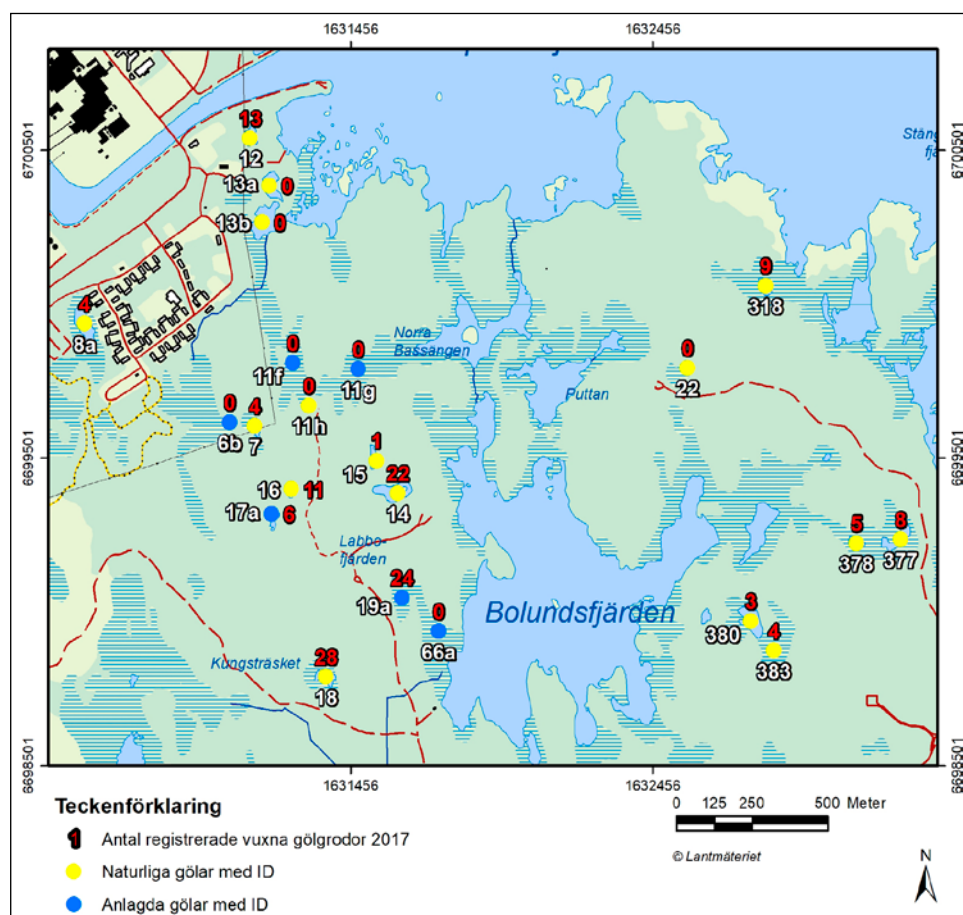 1631456
1632456
6700501
6700501
Stång
fjä
13
12
13a
0
13b
0
9
318
4
8a
0
11f
0
11g
Norra
Bassängen
0
22
Puttan
0
11h
0
6b
4
7
6699501
6699501
1
15
22
14
16
11
17a
6
5
378
8
377
Labbo-
fjärden
24
19a
0
66a
Bolundsfjärden
3
380
4
383
Kungsträsket
28
18
6698501
6698501
1631456
1632456
Teckenförklaring
1 Antal registrerade vuxna gölgrodor 2017
Naturliga gölar med ID
Anlagda gölar med ID
0 125 250 500 Meter
© Lantmäteriet
N